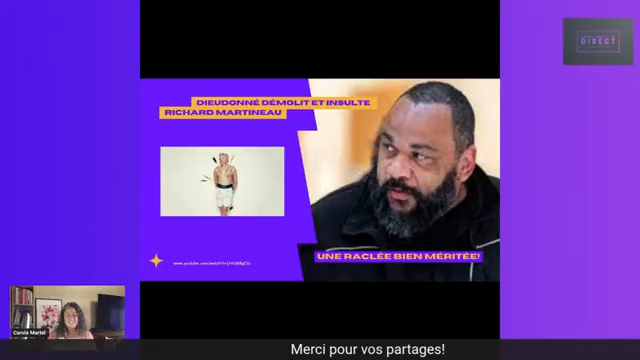 DIRECT
DIEUDONNÉ DÉMOLIT ET INSULTE
RICHARD MARTINEAU
UNE RACLÉE BIEN MÉRITÉE!
Carole Martel
Merci pour vos partages!